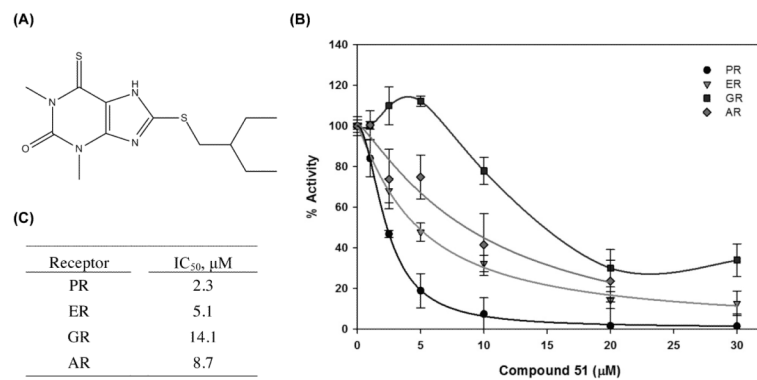 (A)
S
H
N
N
S
O
N
N
(B)
140
120
100
80
60
40
20
0
% Activity
PR
ER
GR
AR
0
5
10
15
20
25
30
Compound 51 (μM)
(C)
Receptor IC50, μM
PR 2.3
ER 5.1
GR 14.1
AR 8.7